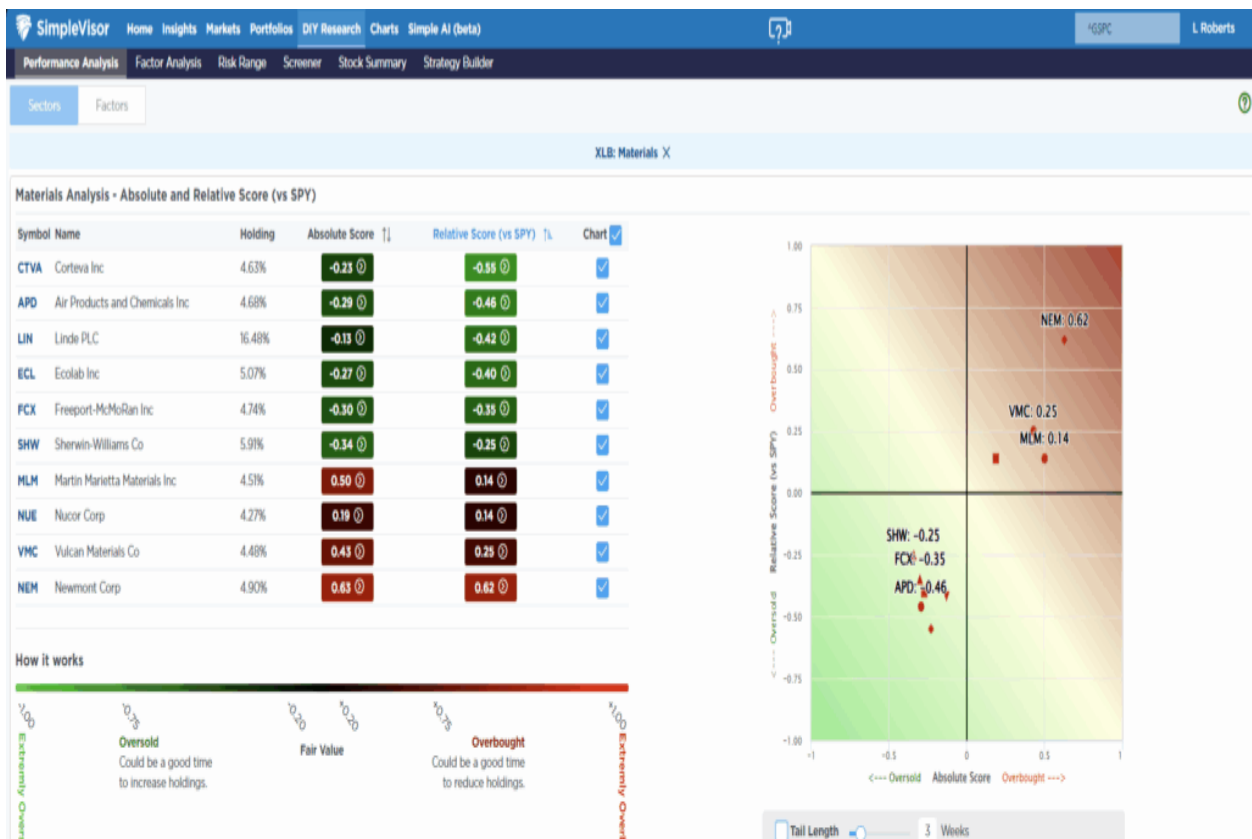 SimpleVisor Home Insights Markets Portfolios DIY Research Charts Simple AI (beta) ^GSPC L Roberts
Performance Analysis Factor Analysis Risk Range Screener Stock Summary Strategy Builder
Sectors Factors
XLB: Materials X
Materials Analysis - Absolute and Relative Score (vs SPY)
Symbol Name Holding Absolute Score Relative Score (vs SPY) Chart
CTVA Corteva Inc 4.63% -0.23 -0.55
APD Air Products and Chemicals Inc 4.68% -0.29 -0.46
LIN Linde PLC 16.48% -0.13 -0.42
ECL Ecolab Inc 5.07% -0.27 -0.40
FCX Freeport-McMoRan Inc 4.74% -0.30 -0.35
SHW Sherwin-Williams Co 5.91% -0.34 -0.25
MLM Martin Marietta Materials Inc 4.51% 0.50 0.14
NUE Nucor Corp 4.27% 0.19 0.14
VMC Vulcan Materials Co 4.48% 0.43 0.25
NEM Newmont Corp 4.90% 0.63 0.62
How it works
-1.00 -0.75 -0.20 +0.20 +0.75 +1.00
Extremly Over
Oversold
Could be a good time
to increase holdings.
Fair Value
Overbought
Could be a good time
to reduce holdings.
Extremly Over
1.00
0.75
0.50
0.25
0.00
-0.25
-0.50
-0.75
-1.00
<--- Oversold Relative Score (vs SPY) Overbought --->
NEM: 0.62
VMC: 0.25
MLM: 0.14
SHW: -0.25
FCX: -0.35
APD: -0.46
-1 -0.5 0 0.5 1
<--- Oversold Absolute Score Overbought --->
Tail Length 3 Weeks